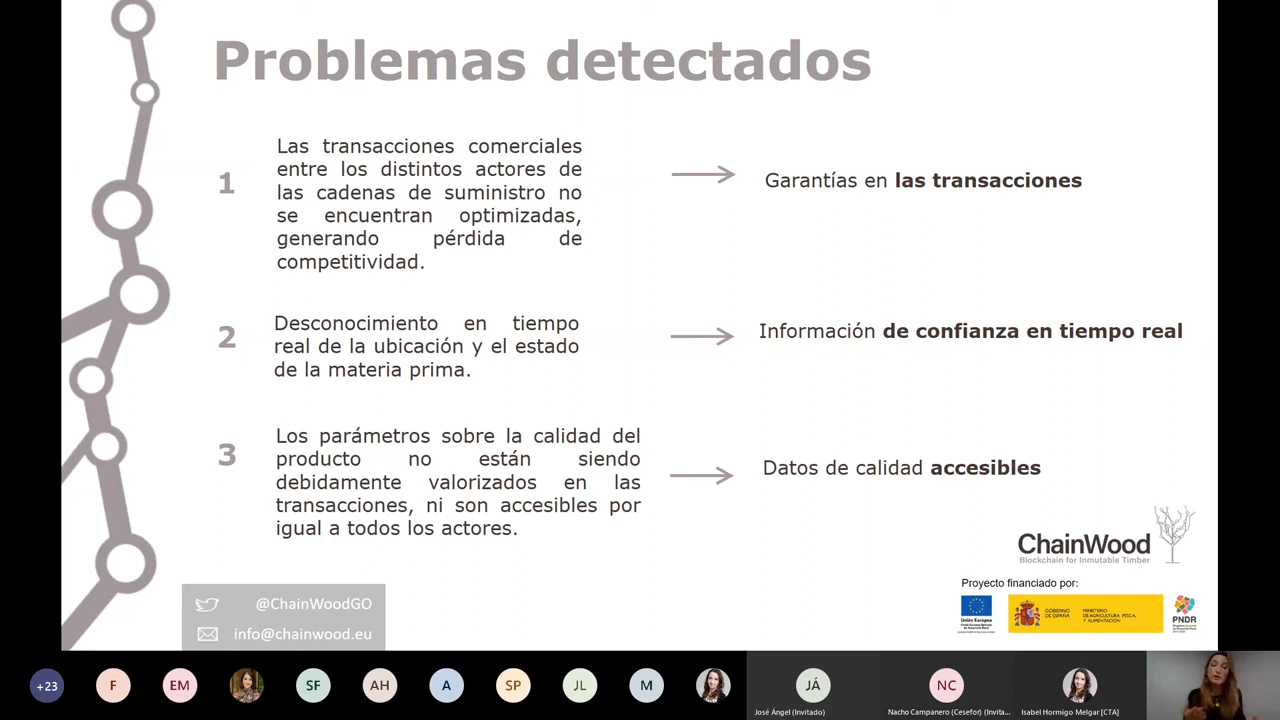 Problemas detectados
1
Las transacciones comerciales
entre los distintos actores de
las cadenas de suministro no
se encuentran optimizadas,
generando pérdida de
competitividad.
Garantías en las transacciones
2
Desconocimiento en tiempo
real de la ubicación y el estado
de la materia prima.
Información de confianza en tiempo real
3
Los parámetros sobre la calidad del
producto no están siendo
debidamente valorizados en las
transacciones, ni son accesibles por
igual a todos los actores.
Datos de calidad accesibles
ChainWood
Blockchain for Inmutable Timber
Proyecto financiado por:
Unión Europea
GOBIERNO
DE ESPAÑA
MINISTERIO
DE AGRICULTURA, PESCA,
Y ALIMENTACIÓN
PNDR
@ChainWoodGO
info@chainwood.eu
+23
F
EM
SF
AH
A
SP
JL
M
JÁ
NC
José Ángel (Invitado)
Nacho Campanero (Cesefor) (Invita...
Isabel Hormigo Melgar [CTA]